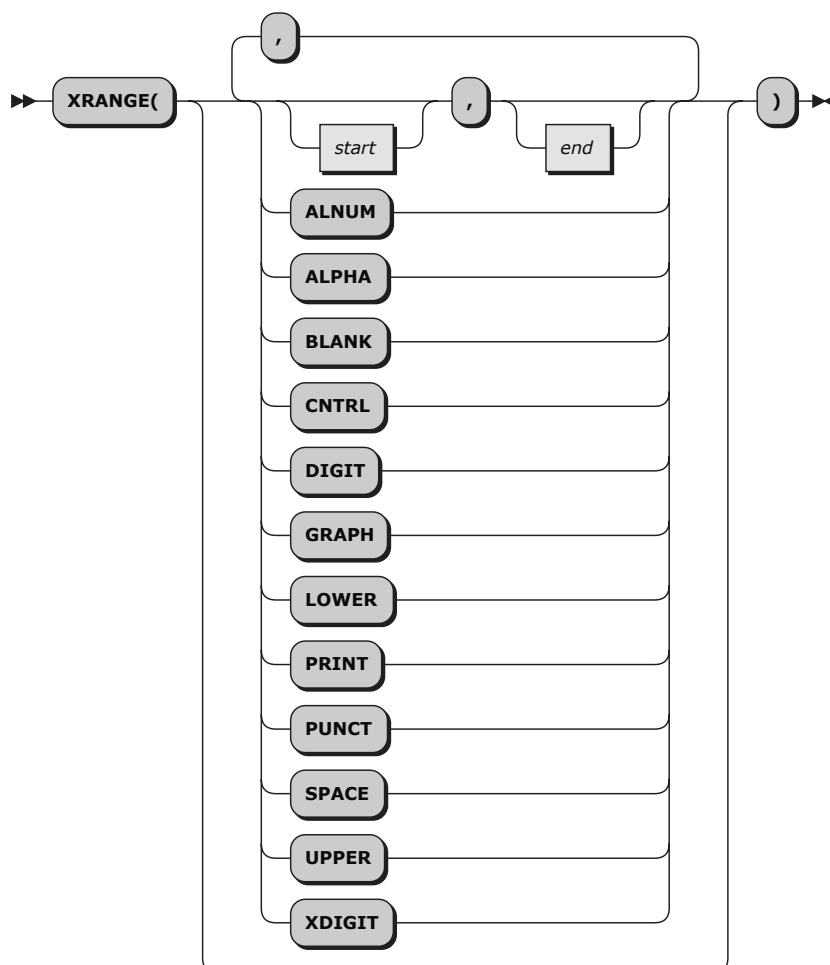 ,
XRANGE( , )
start end
ALNUM
ALPHA
BLANK
CNTRL
DIGIT
GRAPH
LOWER
PRINT
PUNCT
SPACE
UPPER
XDIGIT